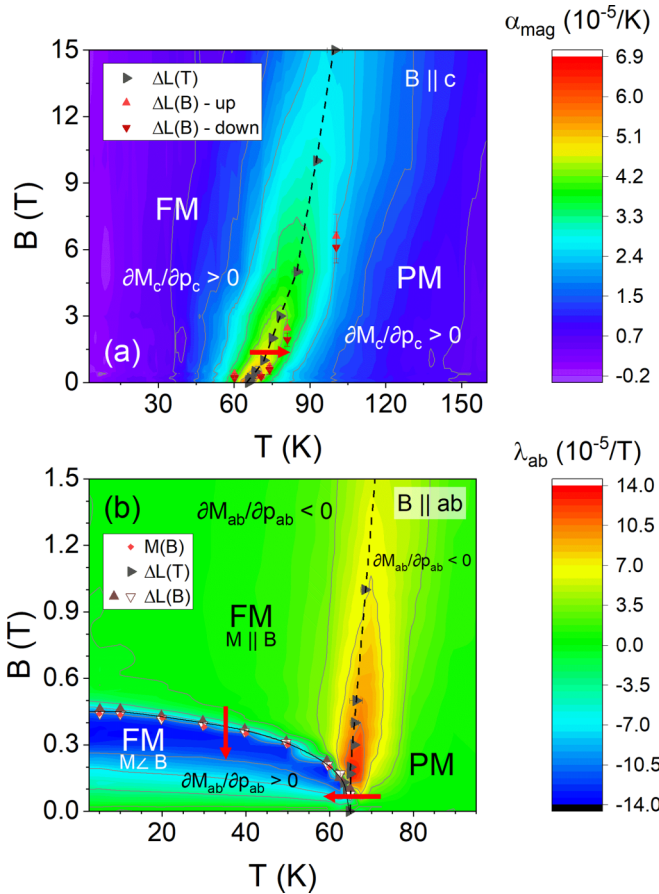 α_mag [10⁻⁵/K]
15
12
9
6
3
0
B (T)
ΔL(T)
ΔL(B) - up
ΔL(B) - down
B || c
FM
PM
∂M_c/∂p_c > 0
∂M_c/∂p_c > 0
(a)
30
60
90
120
150
T (K)
6.9
6.0
5.1
4.2
3.3
2.4
1.5
0.7
-0.2
λ_ab [10⁻⁵/T]
1.5
1.2
0.9
0.6
0.3
0.0
B (T)
(b)
∂M_ab/∂p_ab < 0
B || ab
M(B)
ΔL(T)
ΔL(B)
∂M_ab/∂p_ab < 0
FM
M || B
FM
M∠ B
∂M_ab/∂p_ab > 0
PM
20
40
60
80
T (K)
14.0
10.5
7.0
3.5
0.0
-3.5
-7.0
-10.5
-14.0